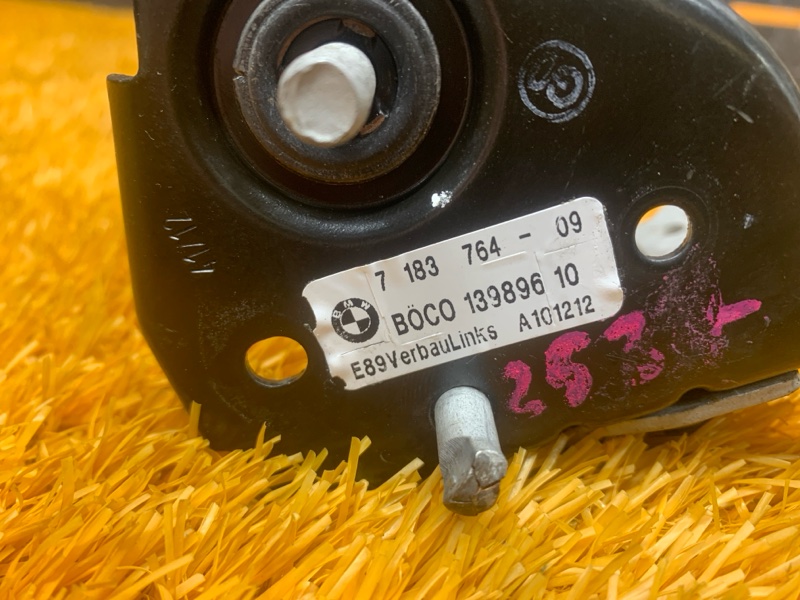 7 183 764 - 09
BMW
BÖCO 139896 10
E89VerbauLinks A101212